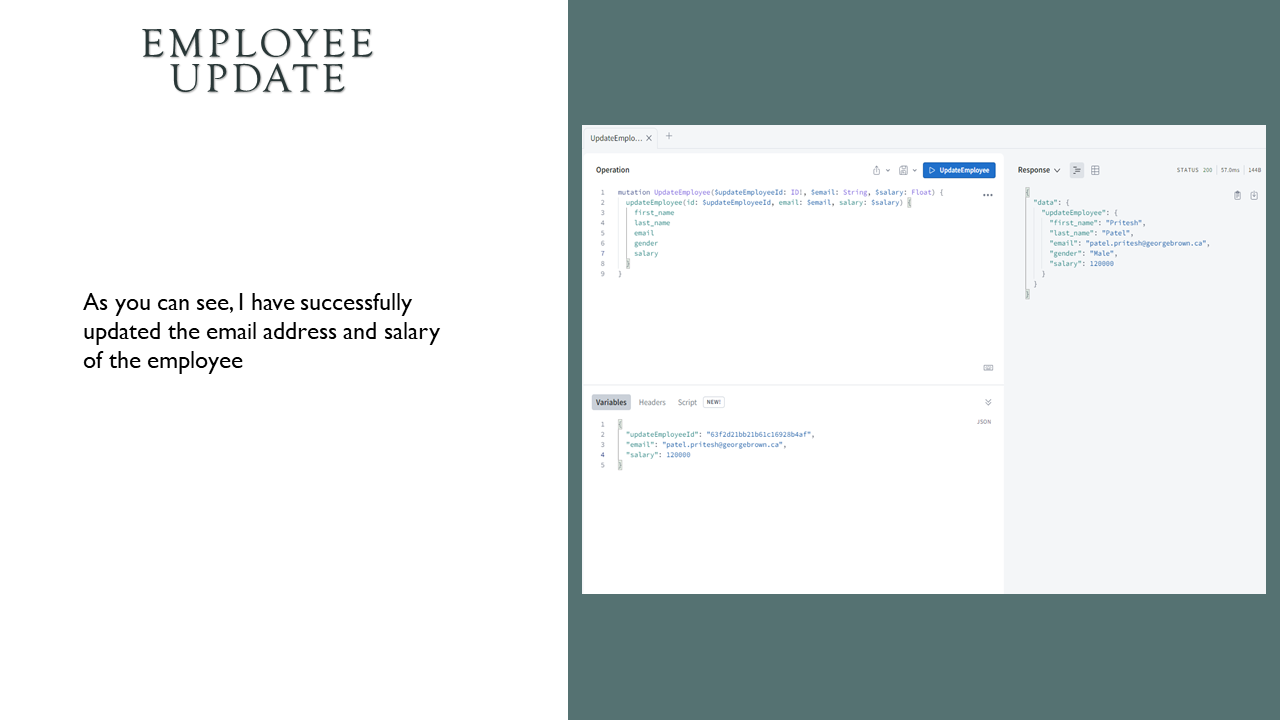 EMPLOYEE
UPDATE
As you can see, I have successfully
updated the email address and salary
of the employee
UpdateEmplo... × +
Operation
UpdateEmployee
1 mutation UpdateEmployee($updateEmployeeId: ID!, $email: String, $salary: Float) {
2 updateEmployee(id: $updateEmployeeId, email: $email, salary: $salary) {
3 first_name
4 last_name
5 email
6 gender
7 salary
8 }
9 }
Variables Headers Script NEW!
JSON
1 {
2 "updateEmployeeId": "63f2d21bb21b61c16928b4af",
3 "email": "patel.pritesh@georgebrown.ca",
4 "salary": 120000
5 }
Response STATUS 200 57.0ms 144B
{
"data": {
"updateEmployee": {
"first_name": "Pritesh",
"last_name": "Patel",
"email": "patel.pritesh@georgebrown.ca",
"gender": "Male",
"salary": 120000
}
}
}